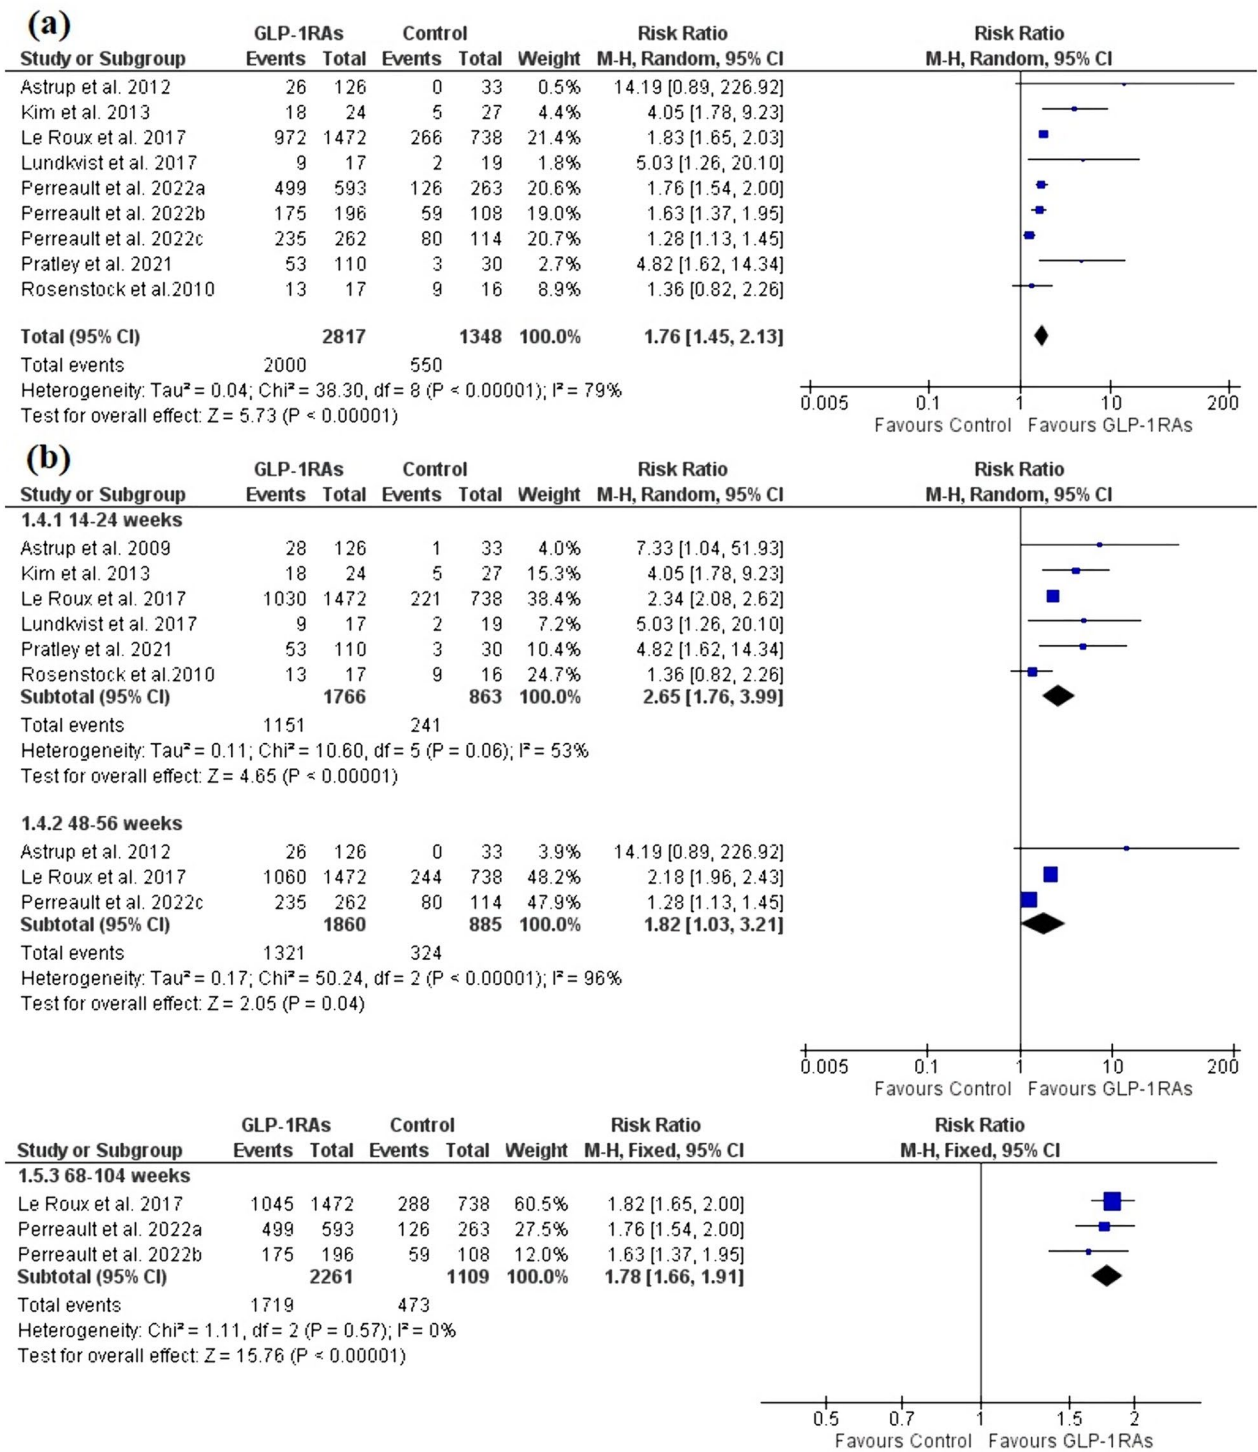 (a)
GLP-1RAs Control Risk Ratio Risk Ratio
Study or Subgroup Events Total Events Total Weight M-H, Random, 95% CI M-H, Random, 95% CI
Astrup et al. 2012 26 126 0 33 0.5% 14.19 [0.89, 226.92]
Kim et al. 2013 18 24 5 27 4.4% 4.05 [1.78, 9.23]
Le Roux et al. 2017 972 1472 266 738 21.4% 1.83 [1.65, 2.03]
Lundkvist et al. 2017 9 17 2 19 1.8% 5.03 [1.26, 20.10]
Perreault et al. 2022a 499 593 126 263 20.6% 1.76 [1.54, 2.00]
Perreault et al. 2022b 175 196 59 108 19.0% 1.63 [1.37, 1.95]
Perreault et al. 2022c 235 262 80 114 20.7% 1.28 [1.13, 1.45]
Pratley et al. 2021 53 110 3 30 2.7% 4.82 [1.62, 14.34]
Rosenstock et al.2010 13 17 9 16 8.9% 1.36 [0.82, 2.26]
Total (95% CI) 2817 1348 100.0% 1.76 [1.45, 2.13]
Total events 2000 550
Heterogeneity: Tau² = 0.04; Chi² = 38.30, df = 8 (P < 0.00001); I² = 79%
Test for overall effect: Z = 5.73 (P < 0.00001)
0.005 0.1 1 10 200
Favours Control Favours GLP-1RAs
(b)
GLP-1RAs Control Risk Ratio Risk Ratio
Study or Subgroup Events Total Events Total Weight M-H, Random, 95% CI M-H, Random, 95% CI
1.4.1 14-24 weeks
Astrup et al. 2009 28 126 1 33 4.0% 7.33 [1.04, 51.93]
Kim et al. 2013 18 24 5 27 15.3% 4.05 [1.78, 9.23]
Le Roux et al. 2017 1030 1472 221 738 38.4% 2.34 [2.08, 2.62]
Lundkvist et al. 2017 9 17 2 19 7.2% 5.03 [1.26, 20.10]
Pratley et al. 2021 53 110 3 30 10.4% 4.82 [1.62, 14.34]
Rosenstock et al.2010 13 17 9 16 24.7% 1.36 [0.82, 2.26]
Subtotal (95% CI) 1766 863 100.0% 2.65 [1.76, 3.99]
Total events 1151 241
Heterogeneity: Tau² = 0.11; Chi² = 10.60, df = 5 (P = 0.06); I² = 53%
Test for overall effect: Z = 4.65 (P < 0.00001)
1.4.2 48-56 weeks
Astrup et al. 2012 26 126 0 33 3.9% 14.19 [0.89, 226.92]
Le Roux et al. 2017 1060 1472 244 738 48.2% 2.18 [1.96, 2.43]
Perreault et al. 2022c 235 262 80 114 47.9% 1.28 [1.13, 1.45]
Subtotal (95% CI) 1860 885 100.0% 1.82 [1.03, 3.21]
Total events 1321 324
Heterogeneity: Tau² = 0.17; Chi² = 50.24, df = 2 (P < 0.00001); I² = 96%
Test for overall effect: Z = 2.05 (P = 0.04)
0.005 0.1 1 10 200
Favours Control Favours GLP-1RAs
GLP-1RAs Control Risk Ratio Risk Ratio
Study or Subgroup Events Total Events Total Weight M-H, Fixed, 95% CI M-H, Fixed, 95% CI
1.5.3 68-104 weeks
Le Roux et al. 2017 1045 1472 288 738 60.5% 1.82 [1.65, 2.00]
Perreault et al. 2022a 499 593 126 263 27.5% 1.76 [1.54, 2.00]
Perreault et al. 2022b 175 196 59 108 12.0% 1.63 [1.37, 1.95]
Subtotal (95% CI) 2261 1109 100.0% 1.78 [1.66, 1.91]
Total events 1719 473
Heterogeneity: Chi² = 1.11, df = 2 (P = 0.57); I² = 0%
Test for overall effect: Z = 15.76 (P < 0.00001)
0.5 0.7 1 1.5 2
Favours Control Favours GLP-1RAs